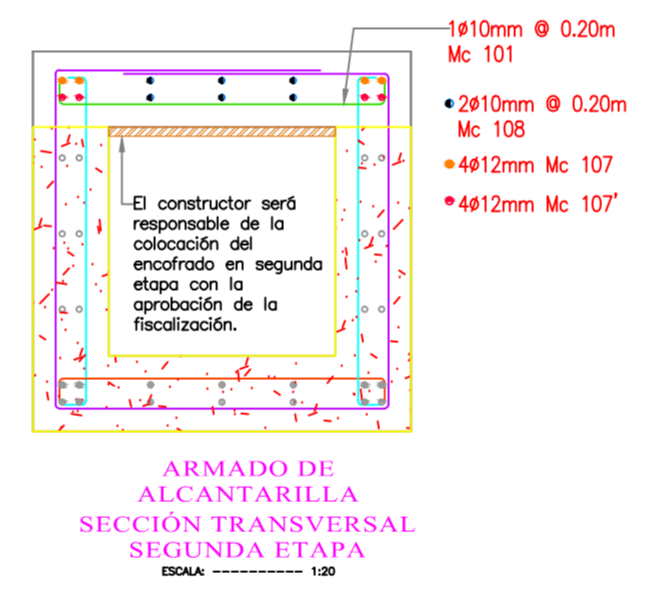 1ø10mm @ 0.20m
Mc 101
2ø10mm @ 0.20m
Mc 108
4ø12mm Mc 107
4ø12mm Mc 107'
El constructor será
responsable de la
colocación del
encofrado en segunda
etapa con la
aprobación de la
fiscalización.
ARMADO DE
ALCANTARILLA
SECCIÓN TRANSVERSAL
SEGUNDA ETAPA
ESCALA: ---------- 1:20